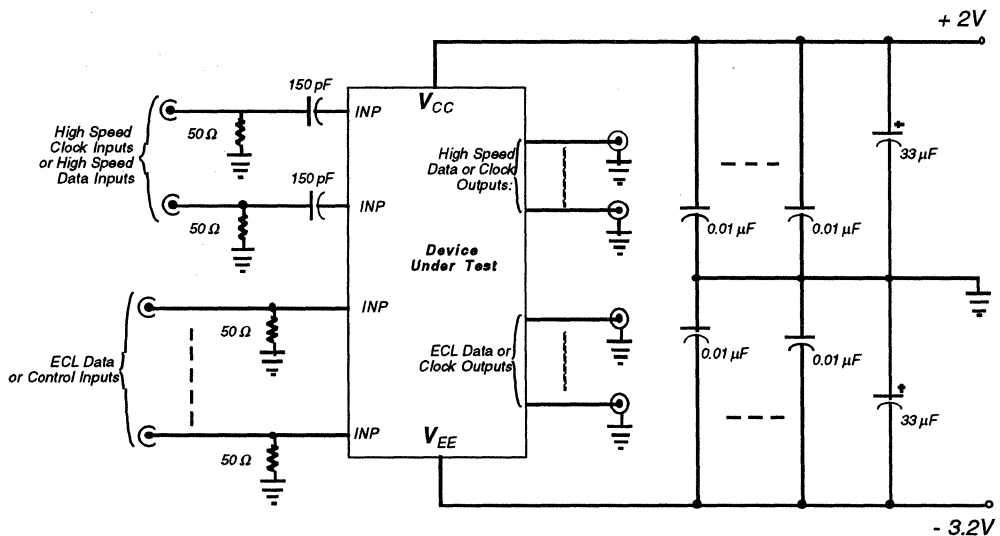 + 2V
150 pF
INP
V CC
High Speed
Clock Inputs
or High Speed
Data Inputs
50 Ω
High Speed
Data or Clock
Outputs:
+
33 µF
150 pF
INP
50 Ω
0.01 µF
0.01 µF
Device
Under Test
INP
50 Ω
ECL Data
or Control Inputs
ECL Data or
Clock Outputs
0.01 µF
0.01 µF
+
33 µF
INP
50 Ω
V EE
- 3.2V